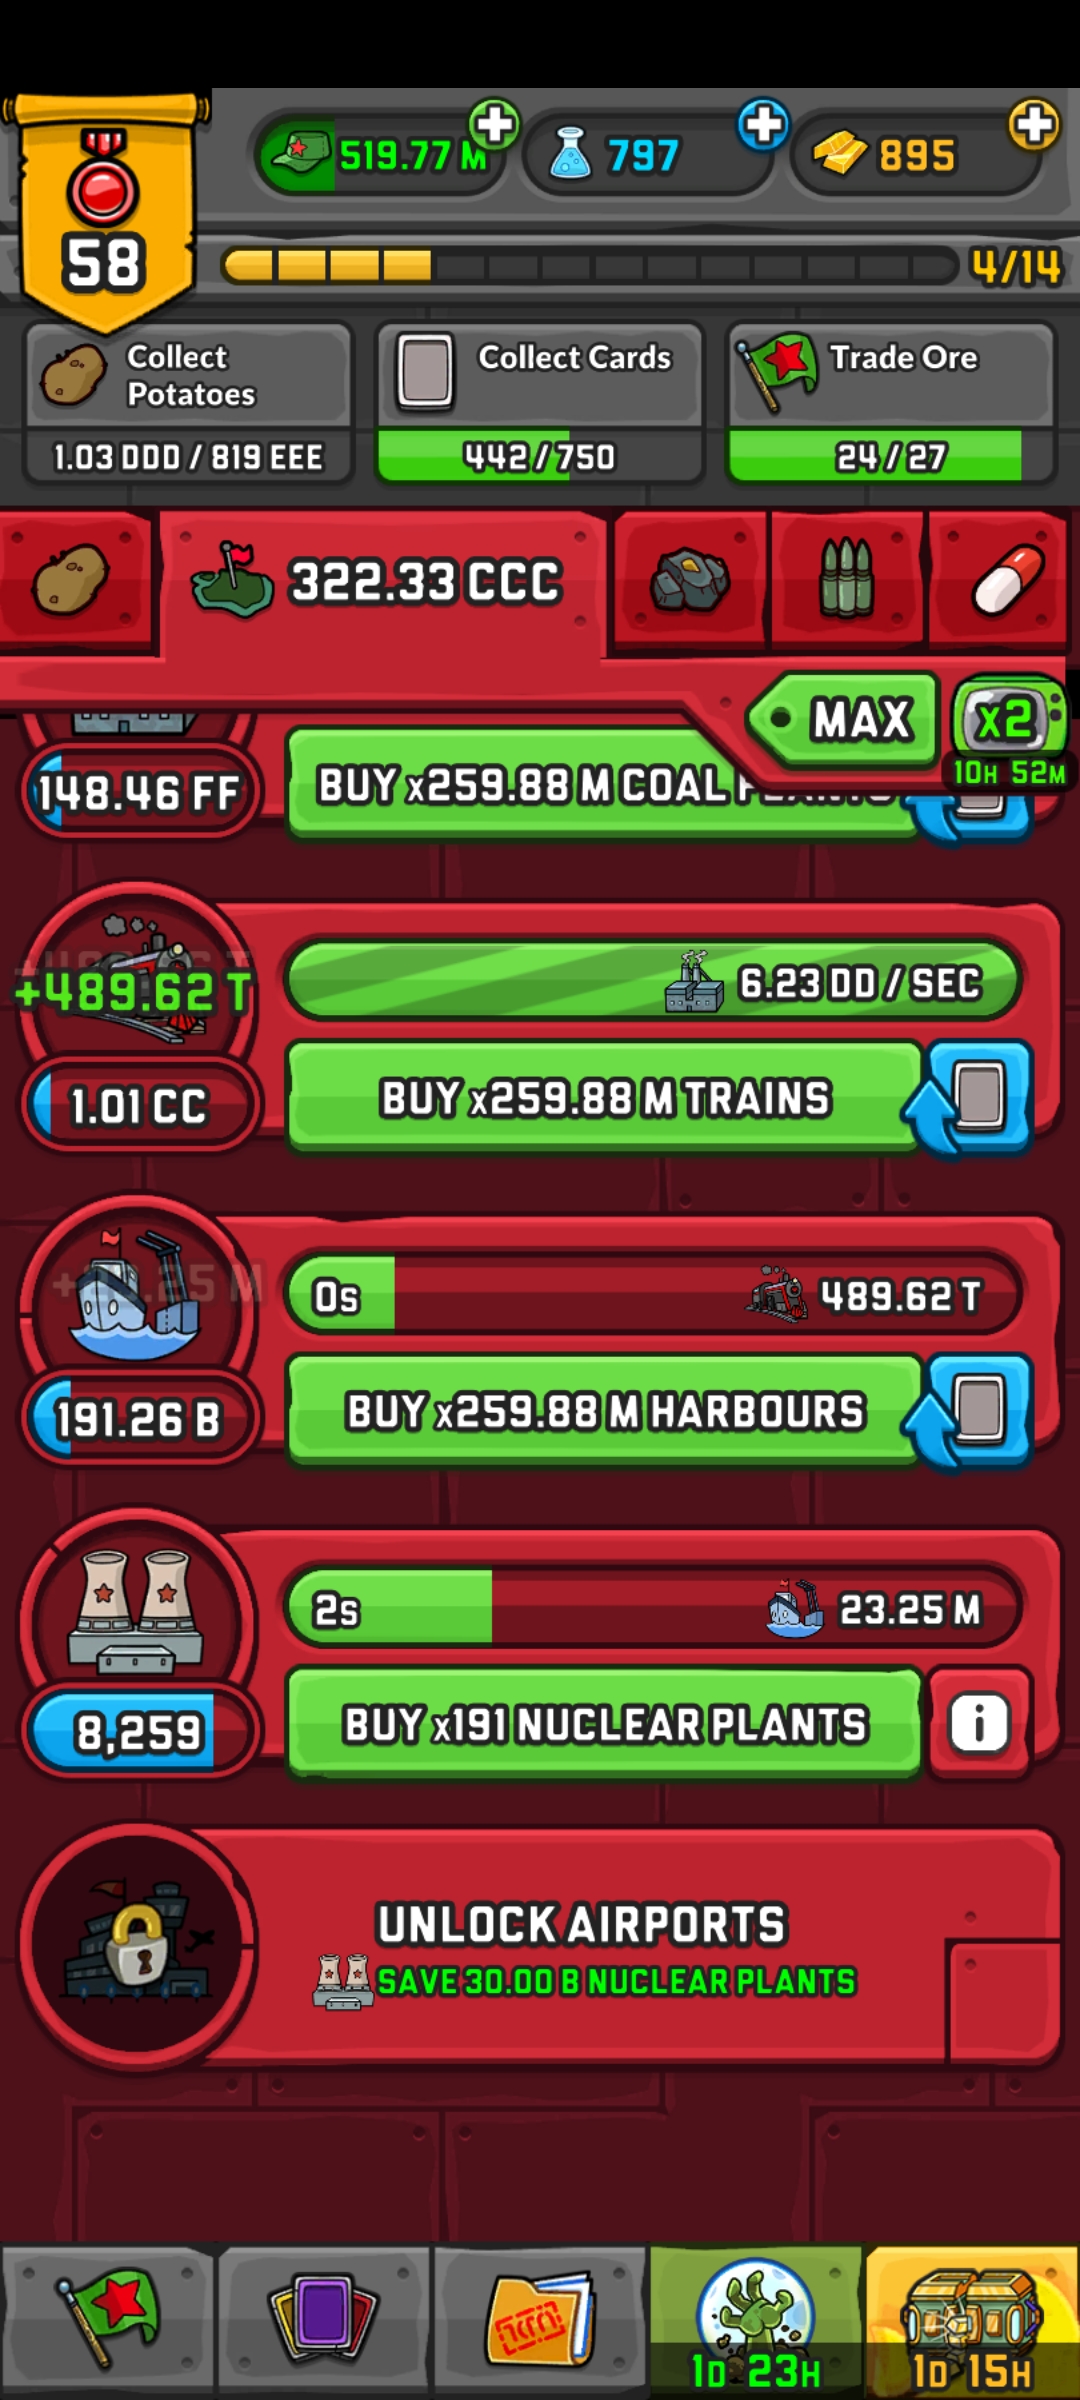 519.77 M
797
895
58
4/14
Collect
Potatoes
Collect Cards
Trade Ore
1.03 DDD / 819 EEE
442/750
24/27
322.33 CCC
MAX
x2
10H 52M
148.46 FF
BUY x259.88 M COAL PLANTS
+489.62 T
6.23 DD / SEC
1.01 CC
BUY x259.88 M TRAINS
0s
489.62 T
191.26 B
BUY x259.88 M HARBOURS
2s
23.25 M
8,259
BUY x191 NUCLEAR PLANTS
i
UNLOCK AIRPORTS
SAVE 30.00 B NUCLEAR PLANTS
1D 23H
1D 15H